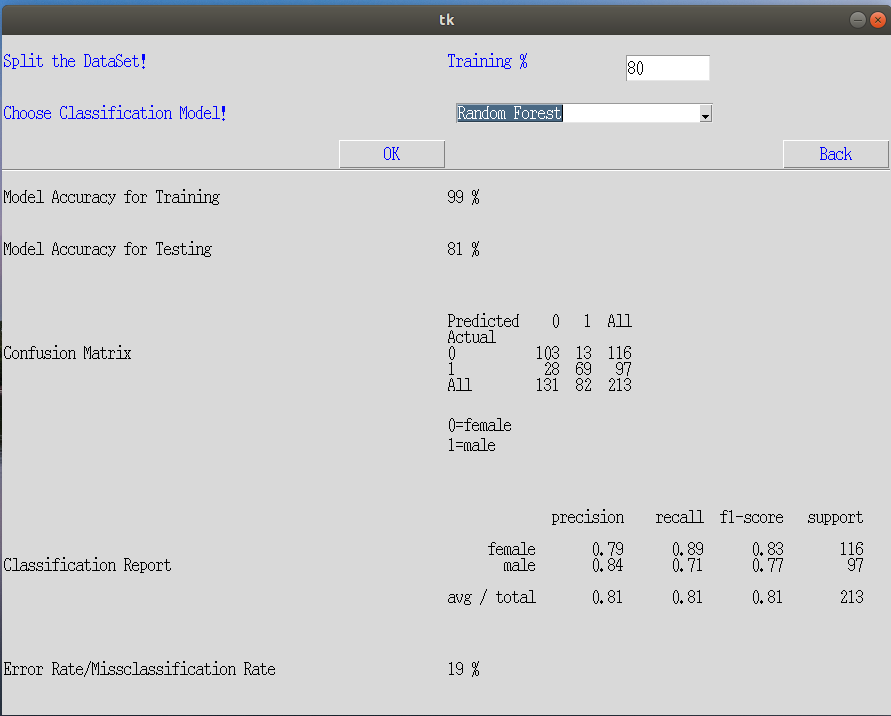 tk
Split the DataSet! Training % 80
Choose Classification Model! Random Forest
OK Back
Model Accuracy for Training 99 %
Model Accuracy for Testing 81 %
Predicted 0 1 All
Actual
Confusion Matrix 0 103 13 116
1 28 69 97
All 131 82 213
0=female
1=male
precision recall f1-score support
female 0.79 0.89 0.83 116
Classification Report male 0.84 0.71 0.77 97
avg / total 0.81 0.81 0.81 213
Error Rate/Missclassification Rate 19 %